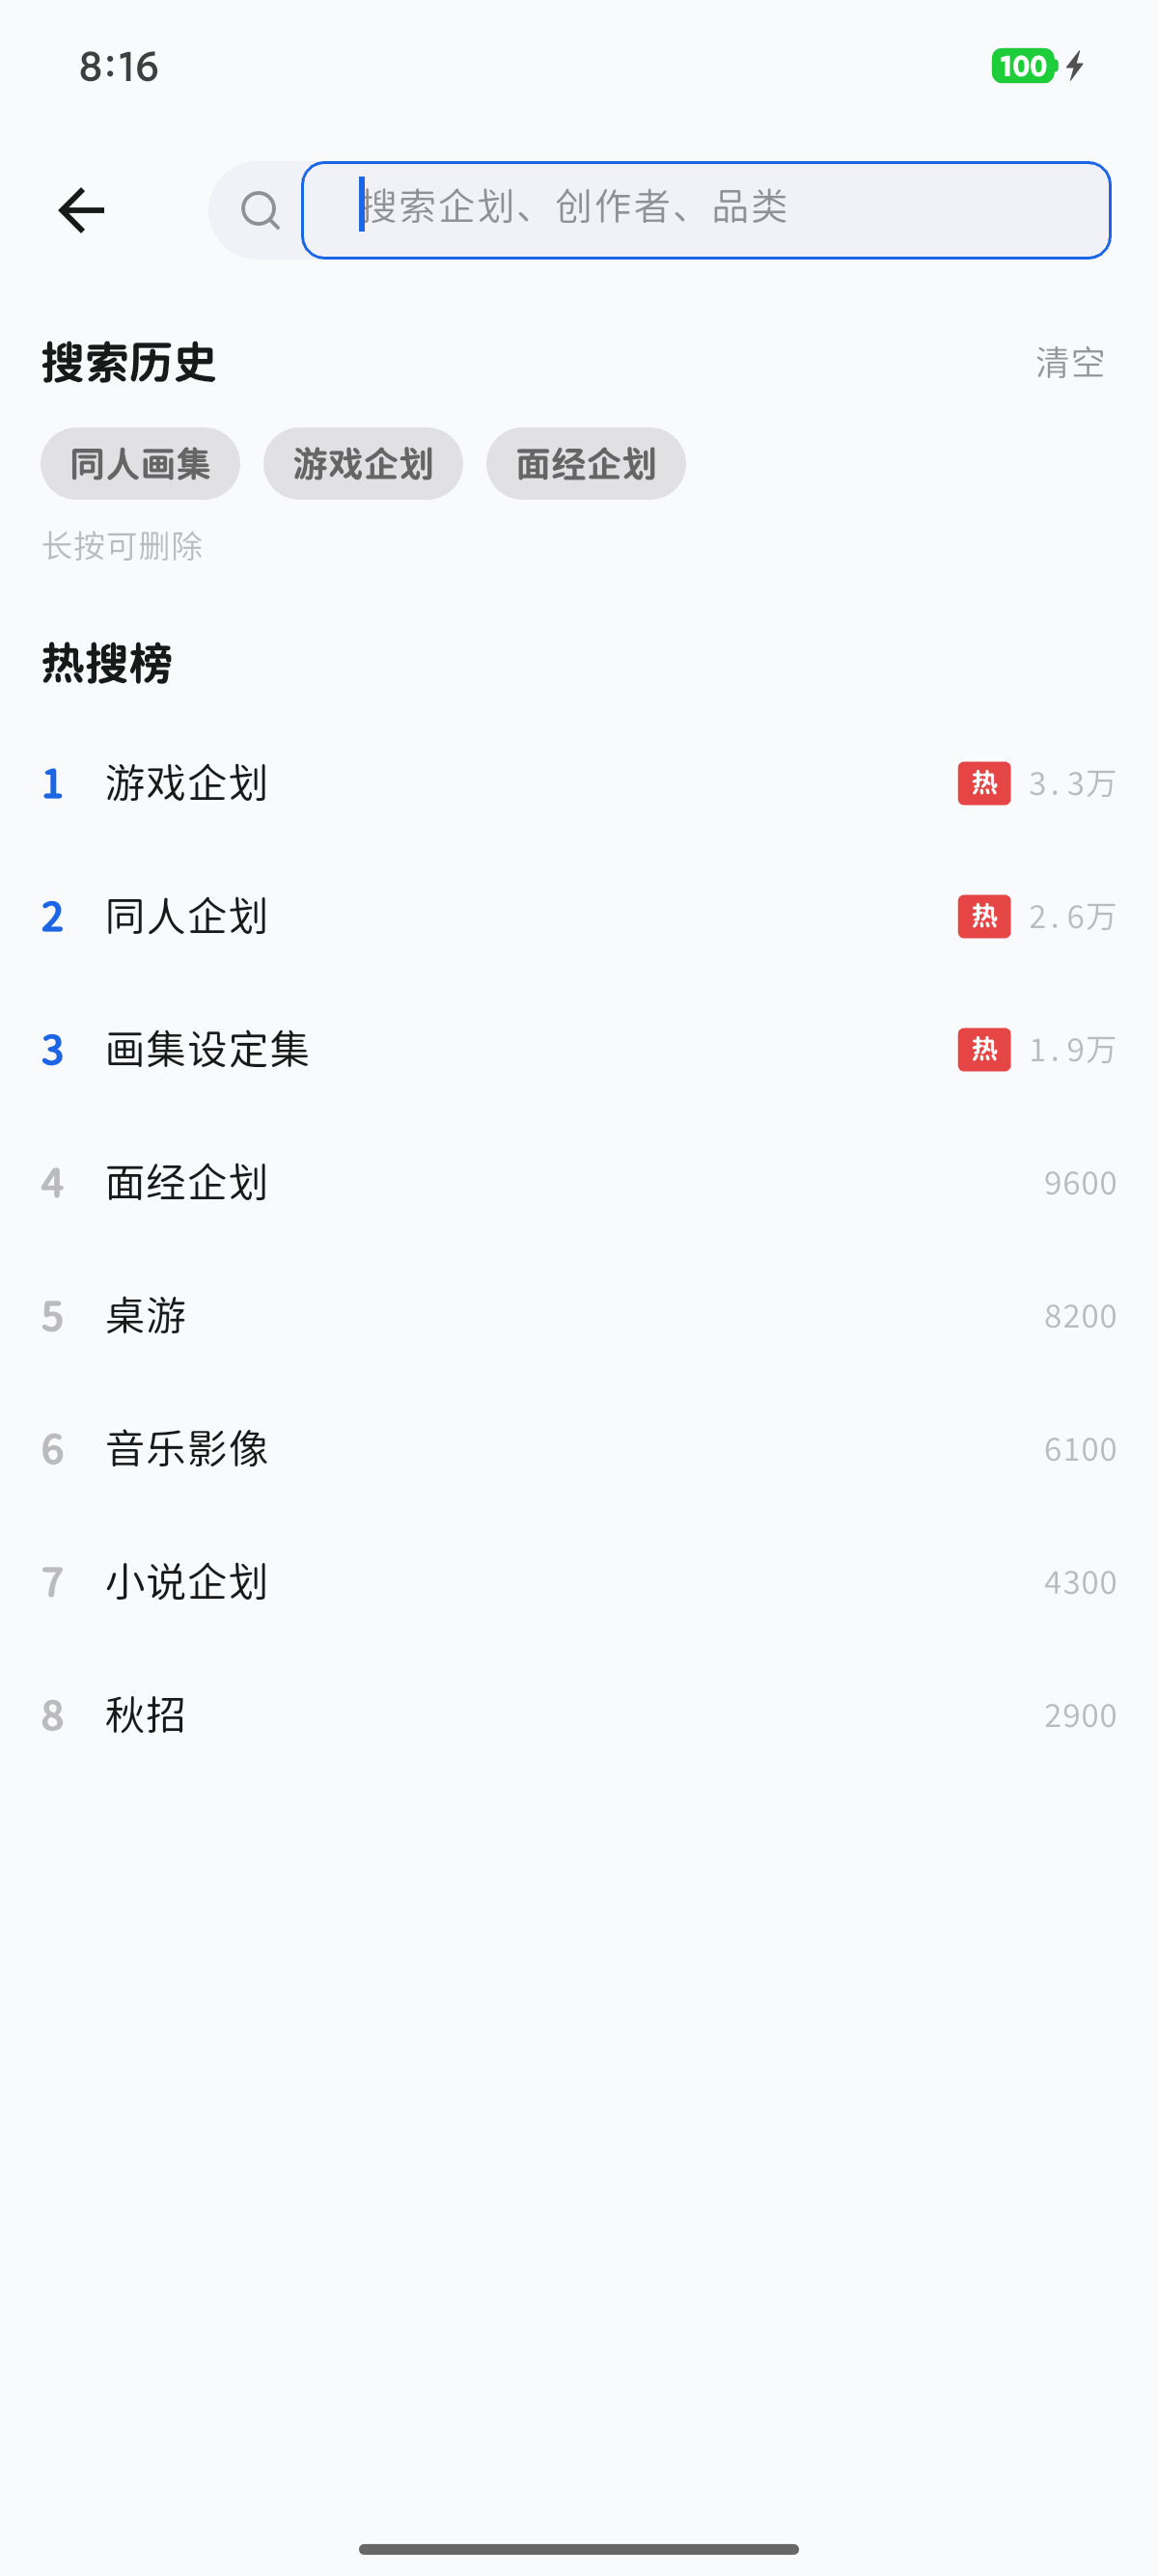 8:16
100
搜索企划、创作者、品类
搜索历史 清空
同人画集 游戏企划 面经企划
长按可删除
热搜榜
1 游戏企划 热 3.3万
2 同人企划 热 2.6万
3 画集设定集 热 1.9万
4 面经企划 9600
5 桌游 8200
6 音乐影像 6100
7 小说企划 4300
8 秋招 2900